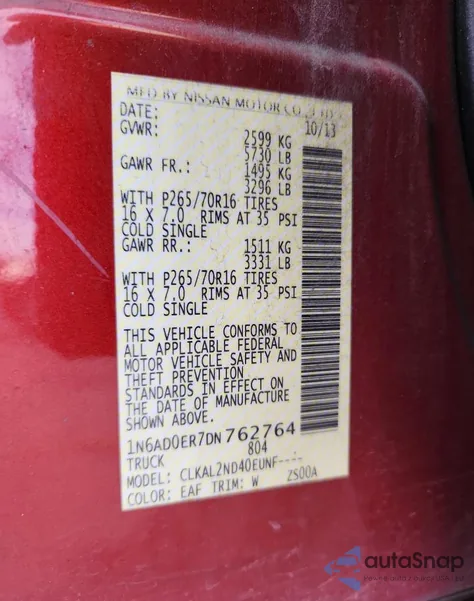 MFD BY NISSAN MOTOR CO., LTD.
DATE: 10/13
GVWR: 2599 KG
5730 LB
GAWR FR.: 1495 KG
3296 LB
WITH P265/70R16 TIRES
16 X 7.0 RIMS AT 35 PSI
COLD SINGLE
GAWR RR.: 1511 KG
3331 LB
WITH P265/70R16 TIRES
16 X 7.0 RIMS AT 35 PSI
COLD SINGLE
THIS VEHICLE CONFORMS TO
ALL APPLICABLE FEDERAL
MOTOR VEHICLE SAFETY AND
THEFT PREVENTION
STANDARDS IN EFFECT ON
THE DATE OF MANUFACTURE
SHOWN ABOVE.
1N6AD0ER7DN762764
TRUCK 804
MODEL: CLKAL2ND40EUNF----
COLOR: EAF TRIM: W 2S00A
autaSnap